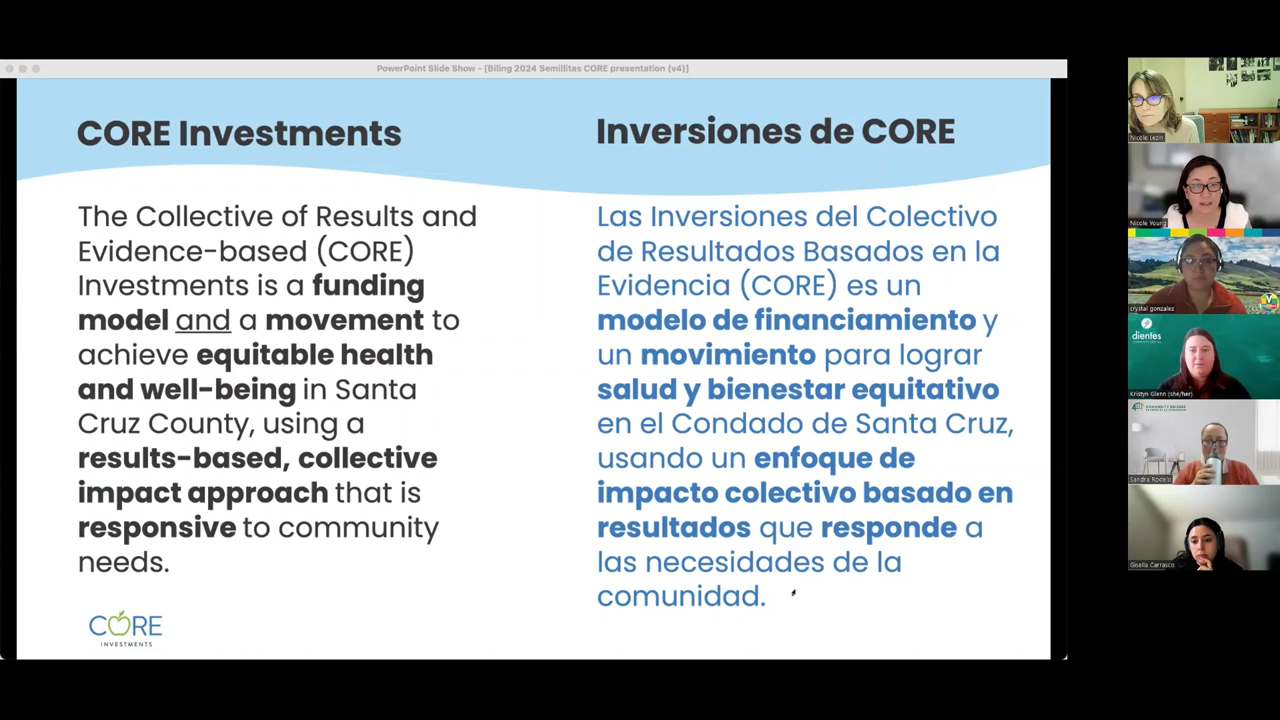 PowerPoint Slide Show - [Biling 2024 Semillitas CORE presentation (v4)]
CORE Investments
The Collective of Results and
Evidence-based (CORE)
Investments is a funding
model and a movement to
achieve equitable health
and well-being in Santa
Cruz County, using a
results-based, collective
impact approach that is
responsive to community
needs.
CORE
INVESTMENTS
Inversiones de CORE
Las Inversiones del Colectivo
de Resultados Basados en la
Evidencia (CORE) es un
modelo de financiamiento y
un movimiento para lograr
salud y bienestar equitativo
en el Condado de Santa Cruz,
usando un enfoque de
impacto colectivo basado en
resultados que responde a
las necesidades de la
comunidad.
Nicole Lezin
Nicole Young
crystal gonzalez
dientes
Kristyn Glenn (she/her)
COMMUNITY BRIDGES
Sandra Rodelo
Gisella Carrasco